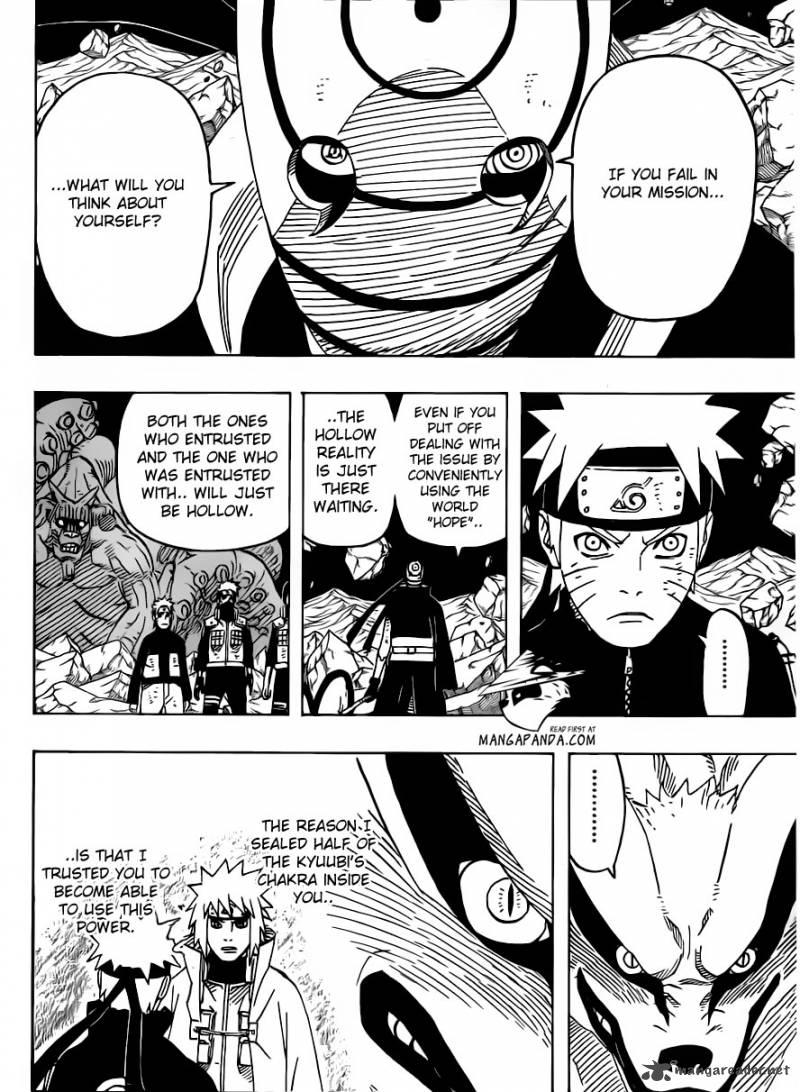 IF YOU FAIL IN
YOUR MISSION...
...WHAT WILL YOU
THINK ABOUT
YOURSELF?
..........
EVEN IF YOU
PUT OFF
DEALING WITH
THE ISSUE BY
CONVENIENTLY
USING THE
WORLD
"HOPE"..
..THE
HOLLOW
REALITY
IS JUST
THERE
WAITING.
BOTH THE ONES
WHO ENTRUSTED
AND THE ONE WHO
WAS ENTRUSTED
WITH.. WILL JUST
BE HOLLOW.
READ FIRST AT
MANGAPANDA.COM
..........
THE REASON I
SEALED HALF OF
THE KYUUBI'S
CHAKRA INSIDE
YOU..
..IS THAT I
TRUSTED YOU TO
BECOME ABLE
TO USE THIS
POWER.
mangareader.net